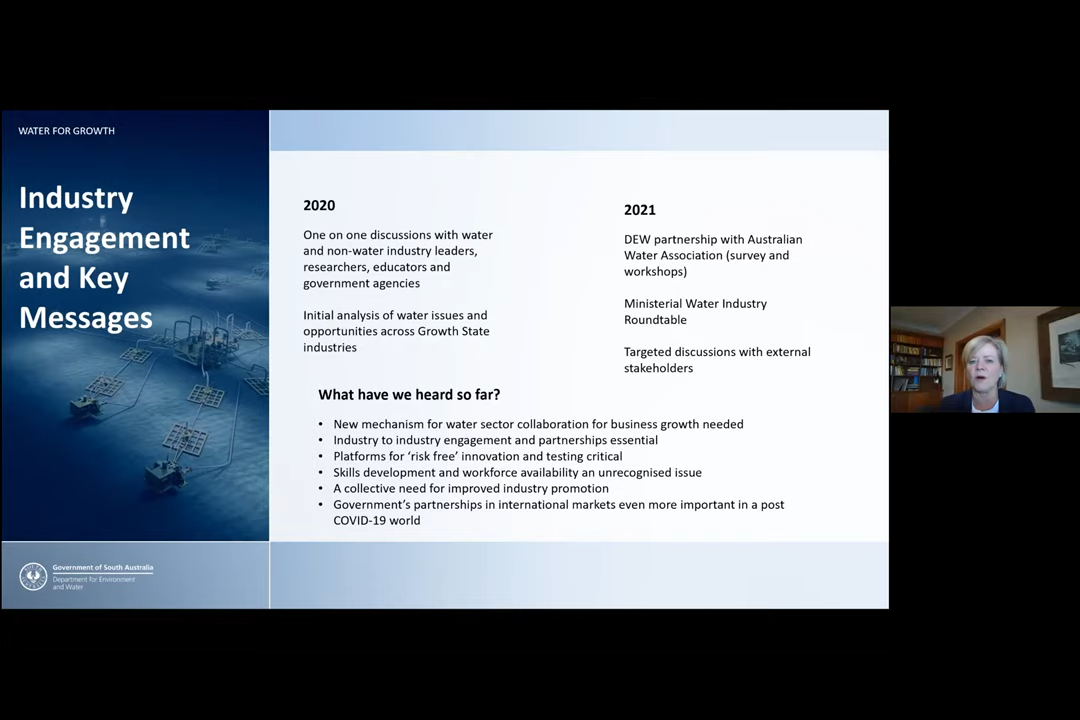 WATER FOR GROWTH
Industry
Engagement
and Key
Messages
2020
One on one discussions with water
and non-water industry leaders,
researchers, educators and
government agencies
Initial analysis of water issues and
opportunities across Growth State
industries
2021
DEW partnership with Australian
Water Association (survey and
workshops)
Ministerial Water Industry
Roundtable
Targeted discussions with external
stakeholders
What have we heard so far?
• New mechanism for water sector collaboration for business growth needed
• Industry to industry engagement and partnerships essential
• Platforms for ‘risk free’ innovation and testing critical
• Skills development and workforce availability an unrecognised issue
• A collective need for improved industry promotion
• Government’s partnerships in international markets even more important in a post
COVID-19 world
Government of South Australia
Department for Environment
and Water